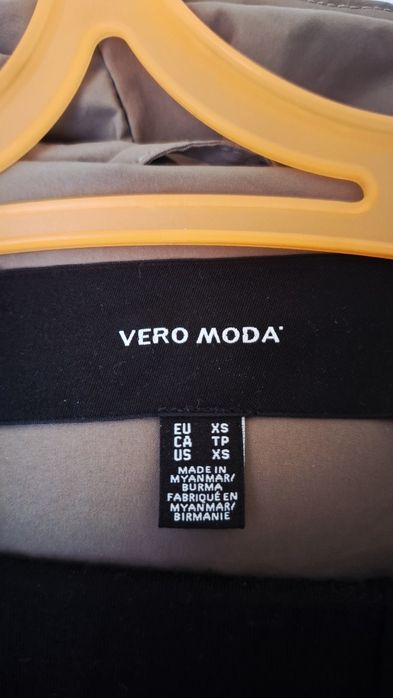 VERO MODA
EU XS
CA TP
US XS
MADE IN
MYANMAR/
BURMA
FABRIQUÉ EN
MYANMAR/
BIRMANIE